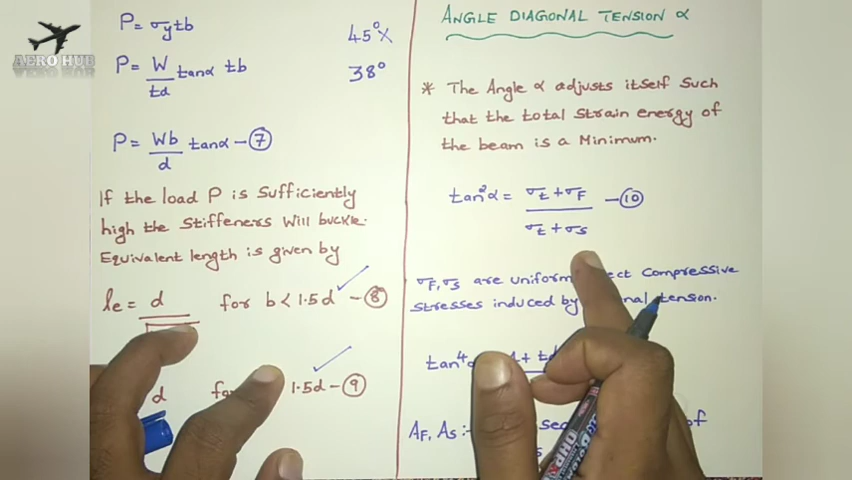 AERO HUB
P = σytb
P = W/td tanα tb
P = Wb/d tanα - ⑦
45° X
38°
If the load P is sufficiently
high the stiffeners will buckle.
Equivalent length is given by
le = d for b < 1.5d - ⑧
d 1.5d - ⑨
ANGLE DIAGONAL TENSION α
* The Angle α adjusts itself such
that the total strain energy of
the beam is a Minimum.
tan²α = σt + σF / σt + σs - ⑩
σF, σs are uniform compressive
stresses induced by tension.
tan⁴
AF, As :- of